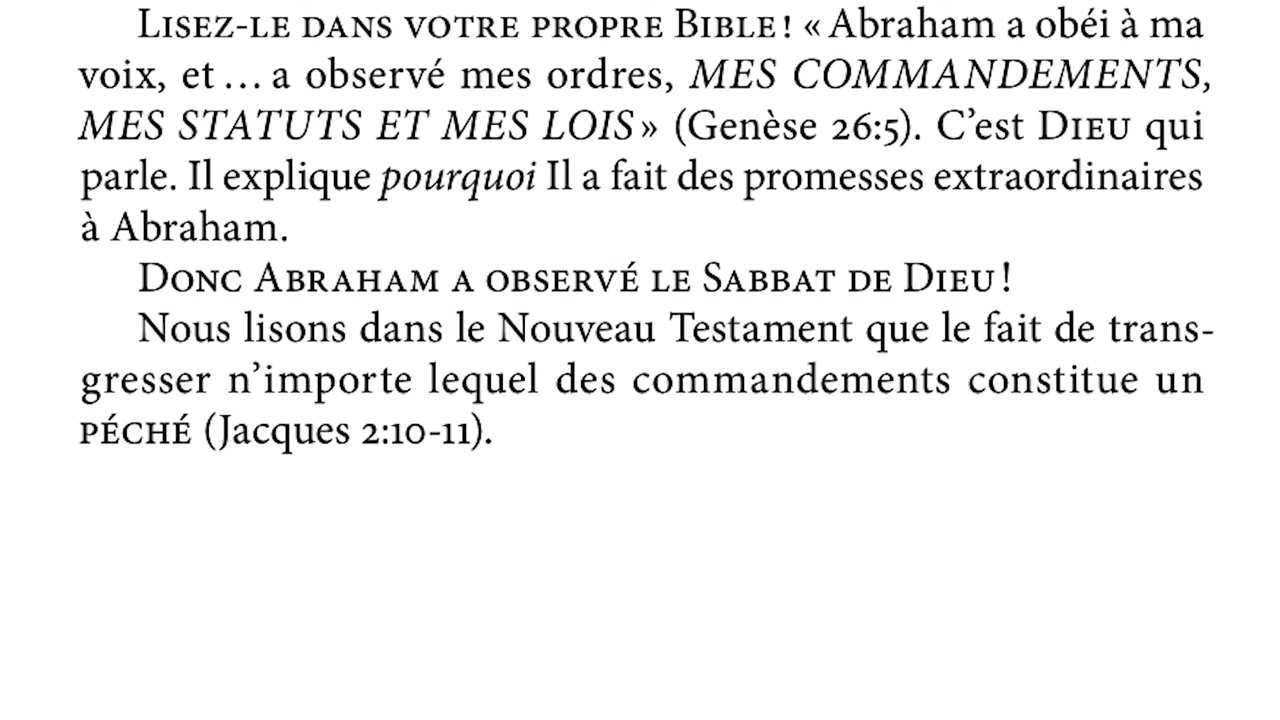 Lisez-le dans votre propre Bible ! « Abraham a obéi à ma
voix, et … a observé mes ordres, MES COMMANDEMENTS,
MES STATUTS ET MES LOIS » (Genèse 26:5). C’est Dieu qui
parle. Il explique pourquoi Il a fait des promesses extraordinaires
à Abraham.
Donc Abraham a observé le Sabbat de Dieu !
Nous lisons dans le Nouveau Testament que le fait de trans-
gresser n’importe lequel des commandements constitue un
péché (Jacques 2:10-11).